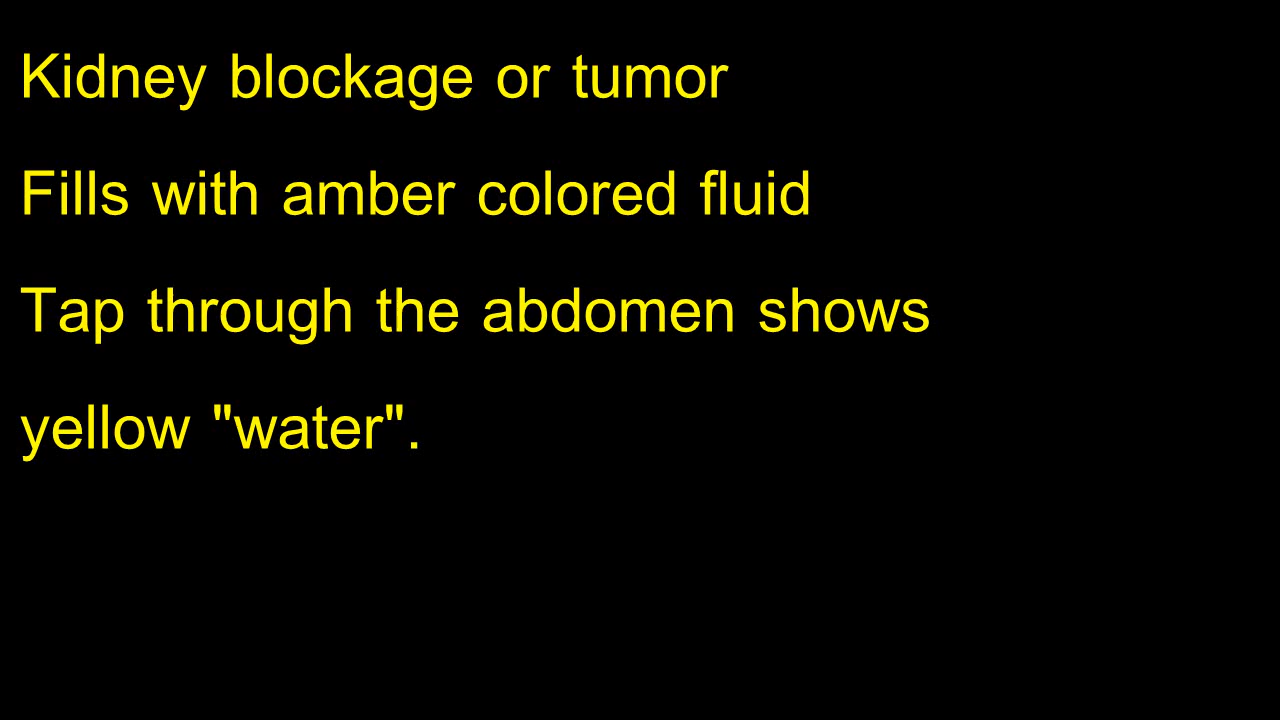 Kidney blockage or tumor
Fills with amber colored fluid
Tap through the abdomen shows
yellow "water".